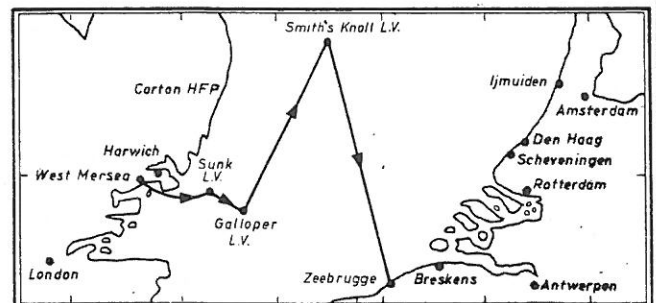 Smith's Knoll L.V.
Corton HFP
Ijmuiden
Amsterdam
Harwich
Den Haag
Scheveningen
West Mersea
Sunk
L.V.
Rotterdam
Galloper
L.V.
London
Zeebrugge
Breskens
Antwerpen